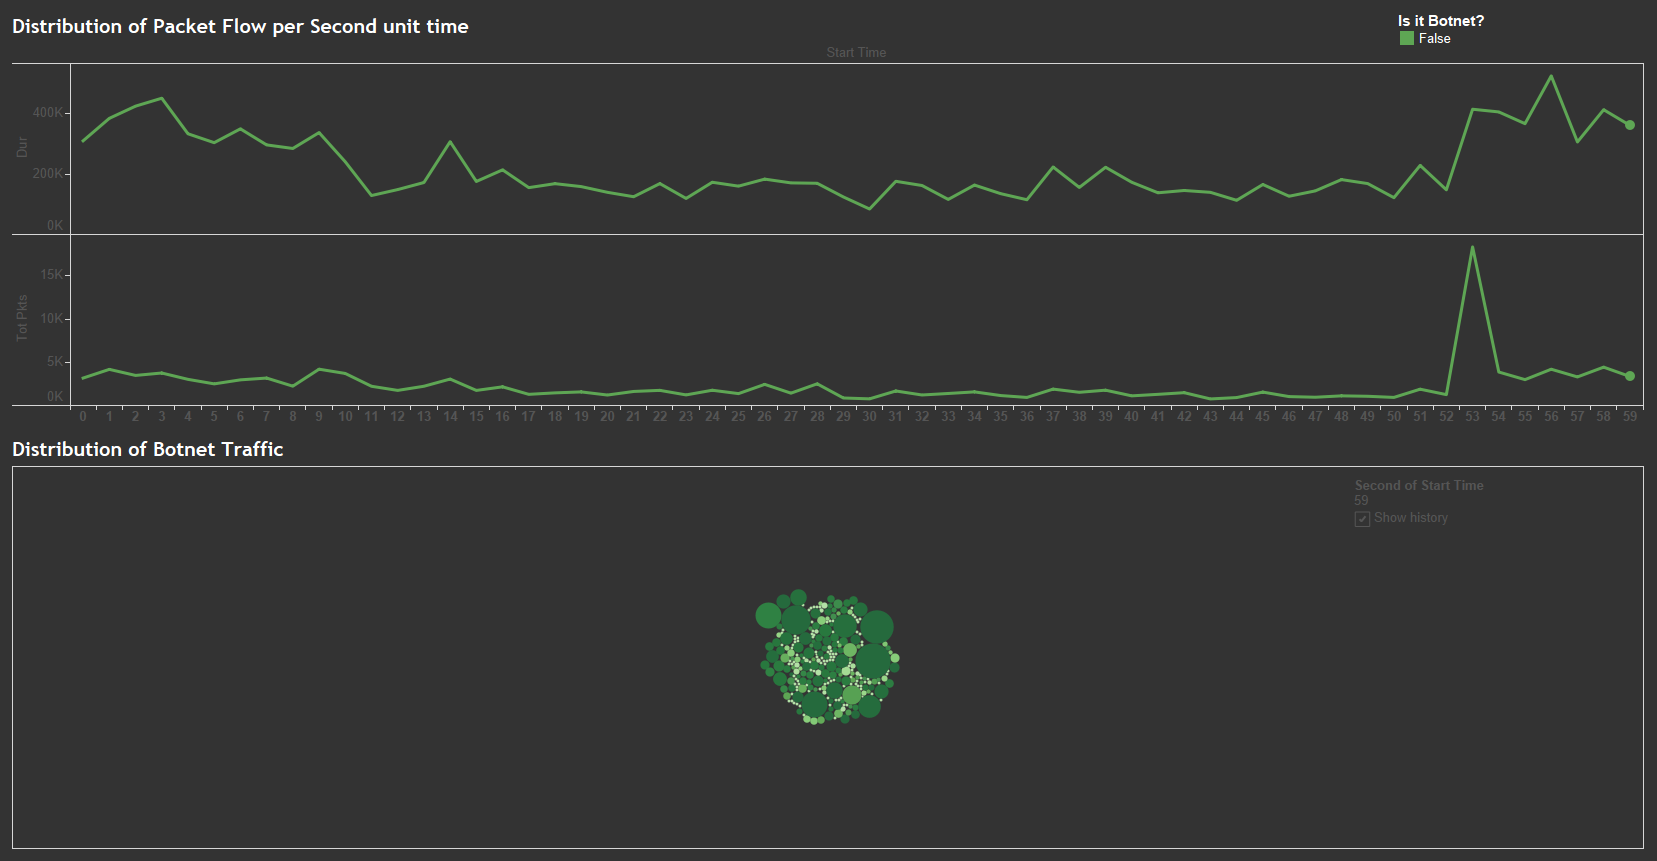 Distribution of Packet Flow per Second unit time
Is it Botnet?
False
Start Time
400K
200K
0K
Dur
15K
10K
5K
0K
Tot Pkts
0 1 2 3 4 5 6 7 8 9 10 11 12 13 14 15 16 17 18 19 20 21 22 23 24 25 26 27 28 29 30 31 32 33 34 35 36 37 38 39 40 41 42 43 44 45 46 47 48 49 50 51 52 53 54 55 56 57 58 59
Distribution of Botnet Traffic
Second of Start Time
59
Show history